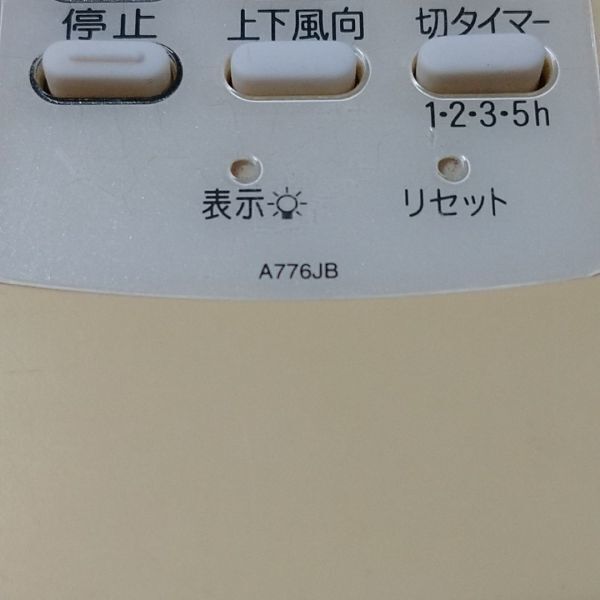 停止 上下風向 切タイマー
1・2・3・5h
表示 リセット
A776JB